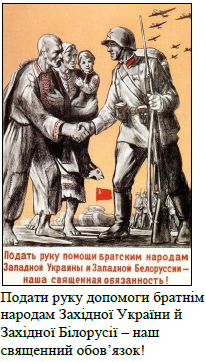 Подать руку помощи братским народам
Западной Украины и Западной Белоруссии –
наша священная обязанность!
Подати руку допомоги братнім
народам Західної України й
Західної Білорусії – наш
священний обов’язок!